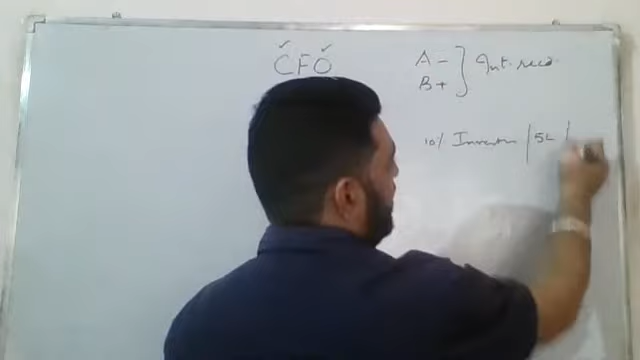 CFO
A -
B + } Int. recd.
10% Investm | 5L |